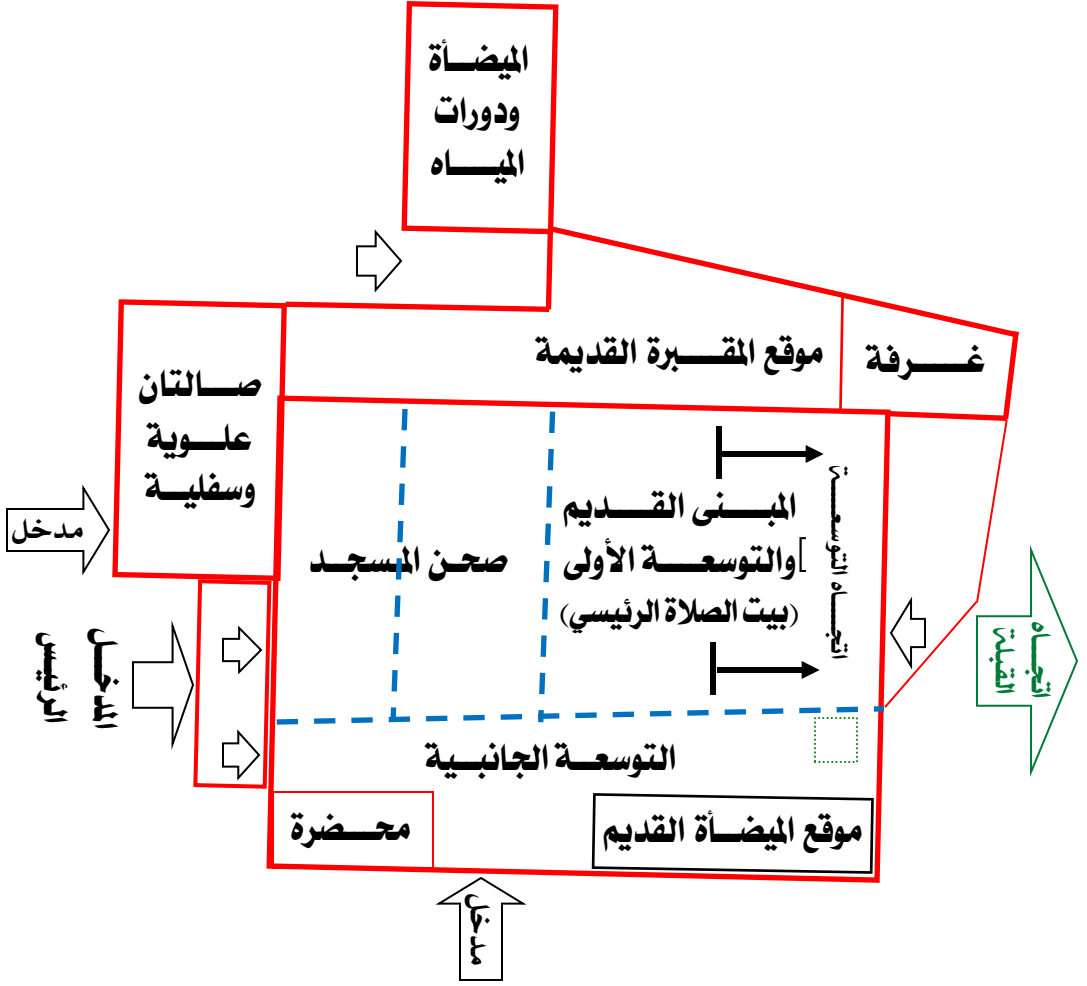 الميضأة
ودورات
المياه
موقع المقبرة القديمة
غرفة
صالتان
علوية
وسفلية
مدخل
المدخل
الرئيس
صحن المسجد
المبنى القديم
والتوسعة الأولى]
(بيت الصلاة الرئيسي)
اتجاه التوسعة
اتجاه
القبلة
التوسعة الجانبية
محضرة
موقع الميضأة القديم
مدخل